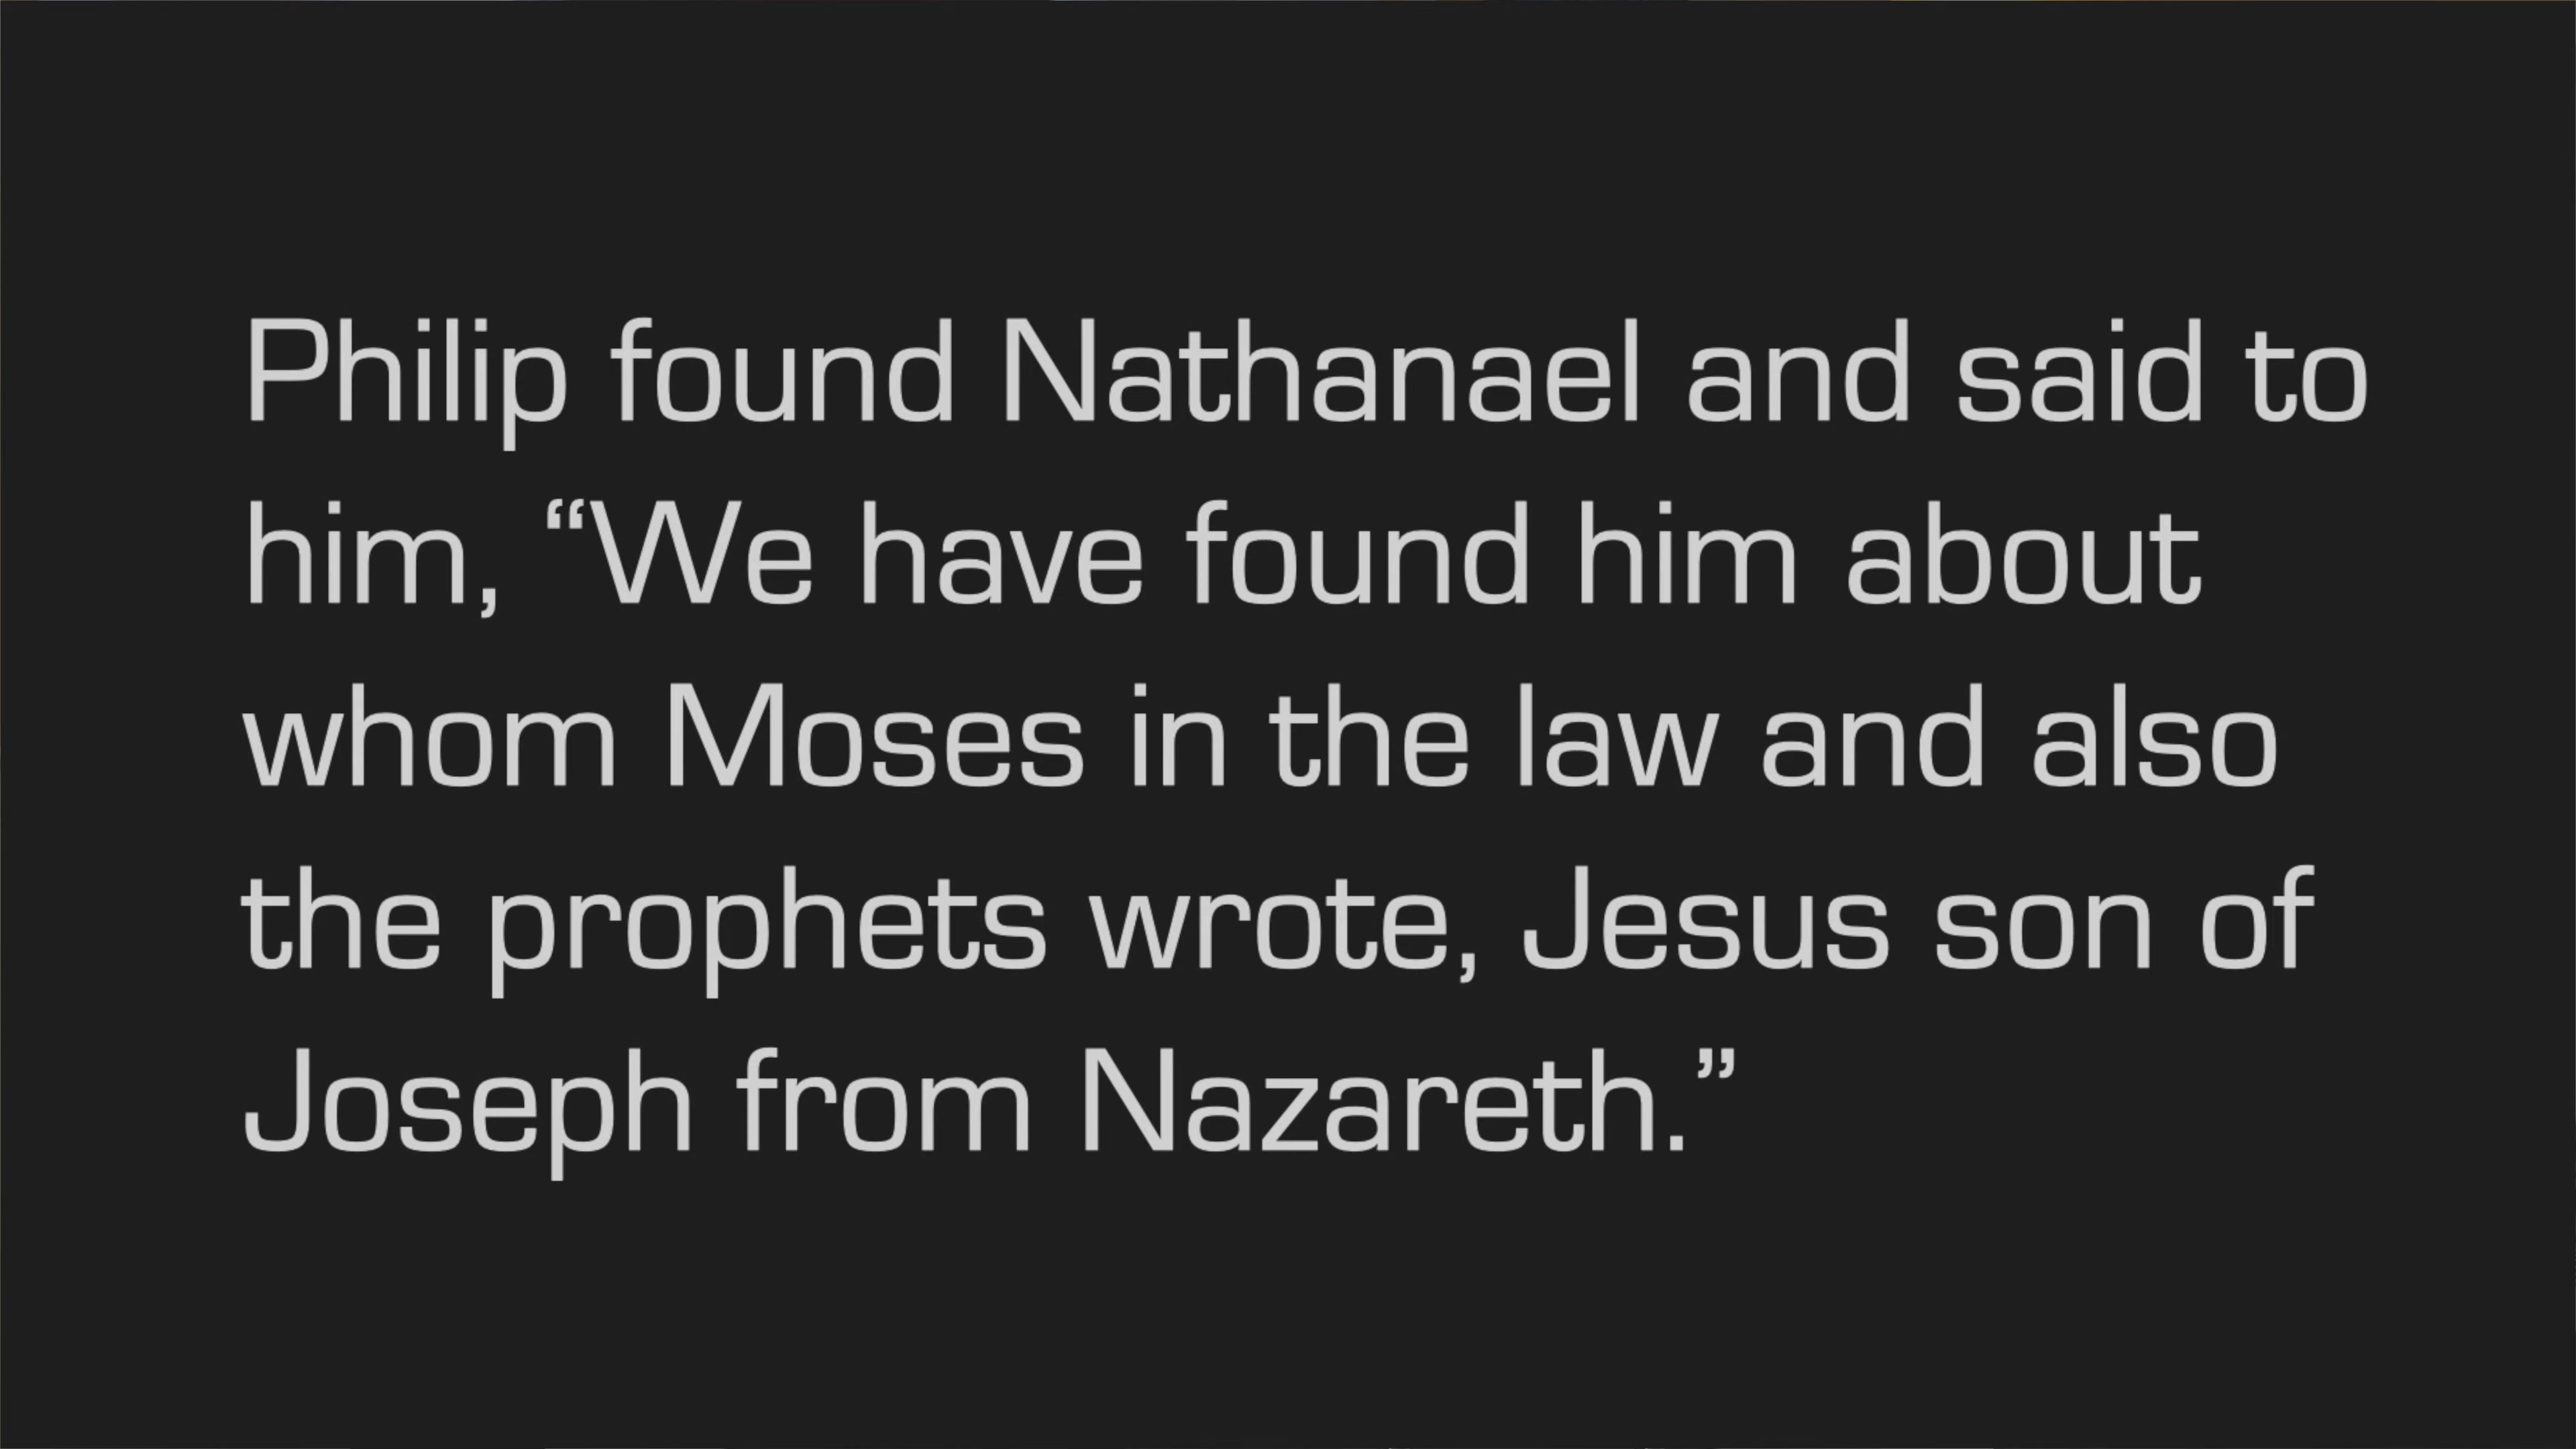 Philip found Nathanael and said to
him, “We have found him about
whom Moses in the law and also
the prophets wrote, Jesus son of
Joseph from Nazareth.”